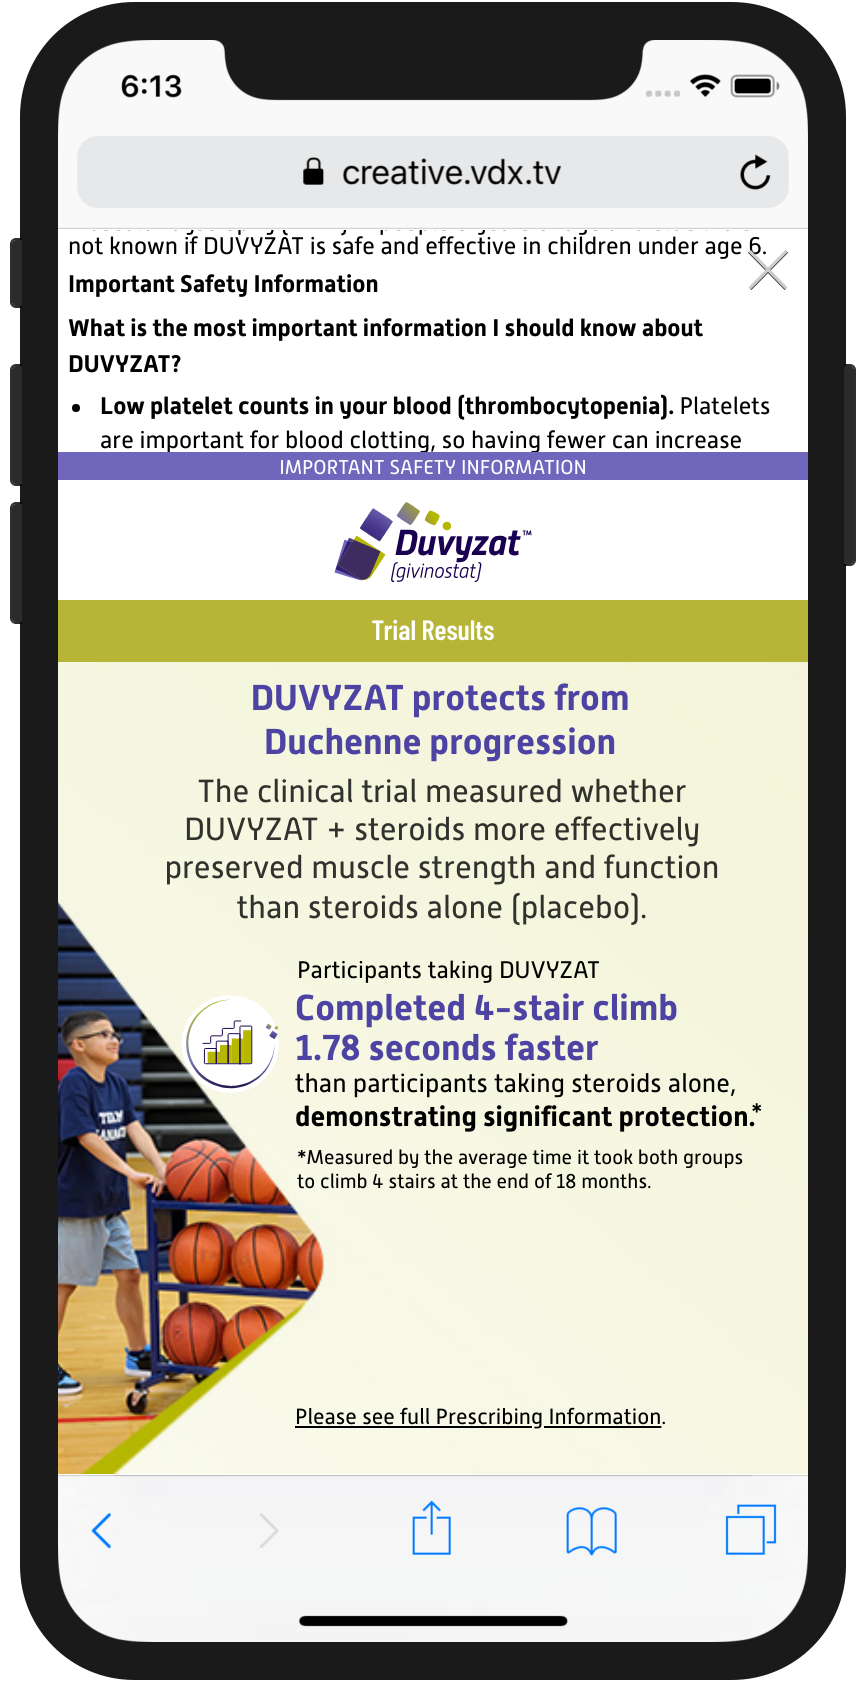 6:13
creative.vdx.tv
not known if DUVYZAT is safe and effective in children under age 6.
Important Safety Information
What is the most important information I should know about
DUVYZAT?
• Low platelet counts in your blood (thrombocytopenia). Platelets
are important for blood clotting, so having fewer can increase
IMPORTANT SAFETY INFORMATION
Duvyzat™
(givinostat)
Trial Results
DUVYZAT protects from
Duchenne progression
The clinical trial measured whether
DUVYZAT + steroids more effectively
preserved muscle strength and function
than steroids alone (placebo).
Participants taking DUVYZAT
Completed 4-stair climb
1.78 seconds faster
than participants taking steroids alone,
demonstrating significant protection.*
*Measured by the average time it took both groups
to climb 4 stairs at the end of 18 months.
TEAM
Please see full Prescribing Information.